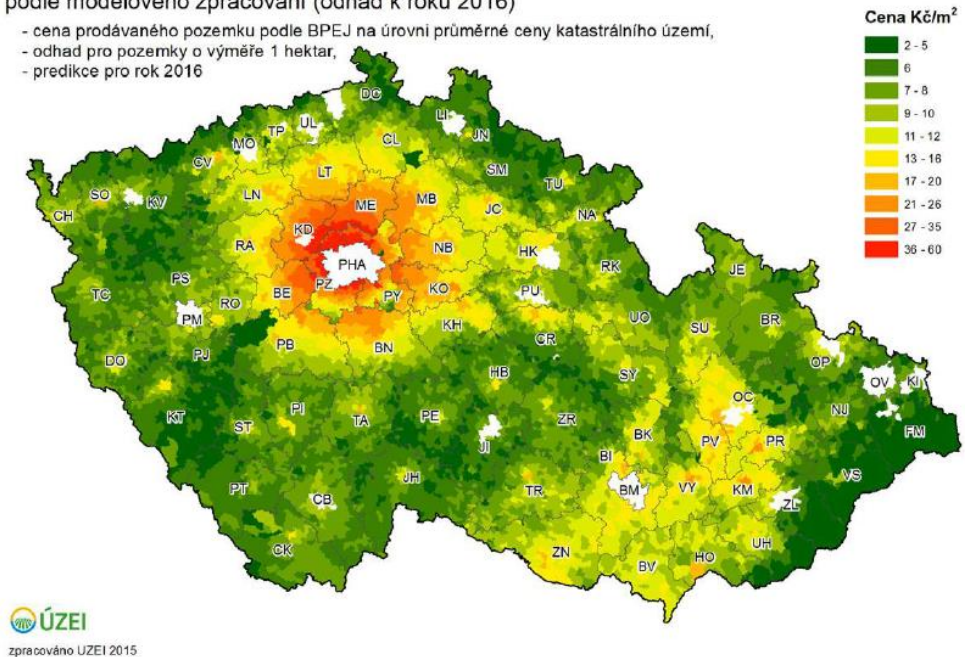 podle modelového zpracování (odhad k roku 2016)
- cena prodávaného pozemku podle BPEJ na úrovni průměrné ceny katastrálního území,
- odhad pro pozemky o výměře 1 hektar,
- predikce pro rok 2016
Cena Kč/m²
2 - 5
6
7 - 8
9 - 10
11 - 12
13 - 16
17 - 20
21 - 26
27 - 35
36 - 60
DC
UL LI
TP JN
MO CL
CV LT SM
SO KV LN TU
CH ME MB JC NA
KD
RA NB HK RK JE
PHA
PS PZ KO PU
TC RO BE PY UO BR
PM KH SU
CR OP
DO PJ PB BN OV KI
HB SY
KT PI TA PE OC NJ
ST ZR BK PV PR FM
JI BI
PT JH VS
CB TR BM VY KM ZL
CK ZN UH
BV HO
ÚZEI
zpracováno UZEI 2015